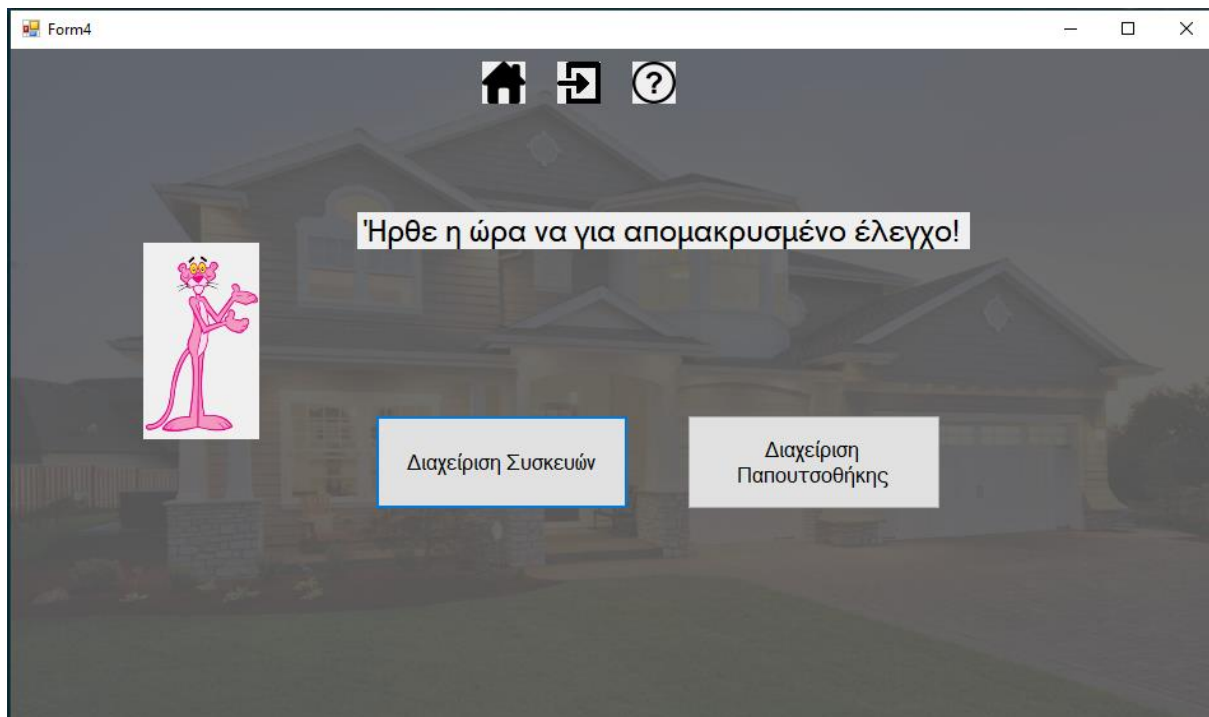 Form4
?
Ήρθε η ώρα να για απομακρυσμένο έλεγχο!
Διαχείριση Συσκευών
Διαχείριση
Παπουτσοθήκης